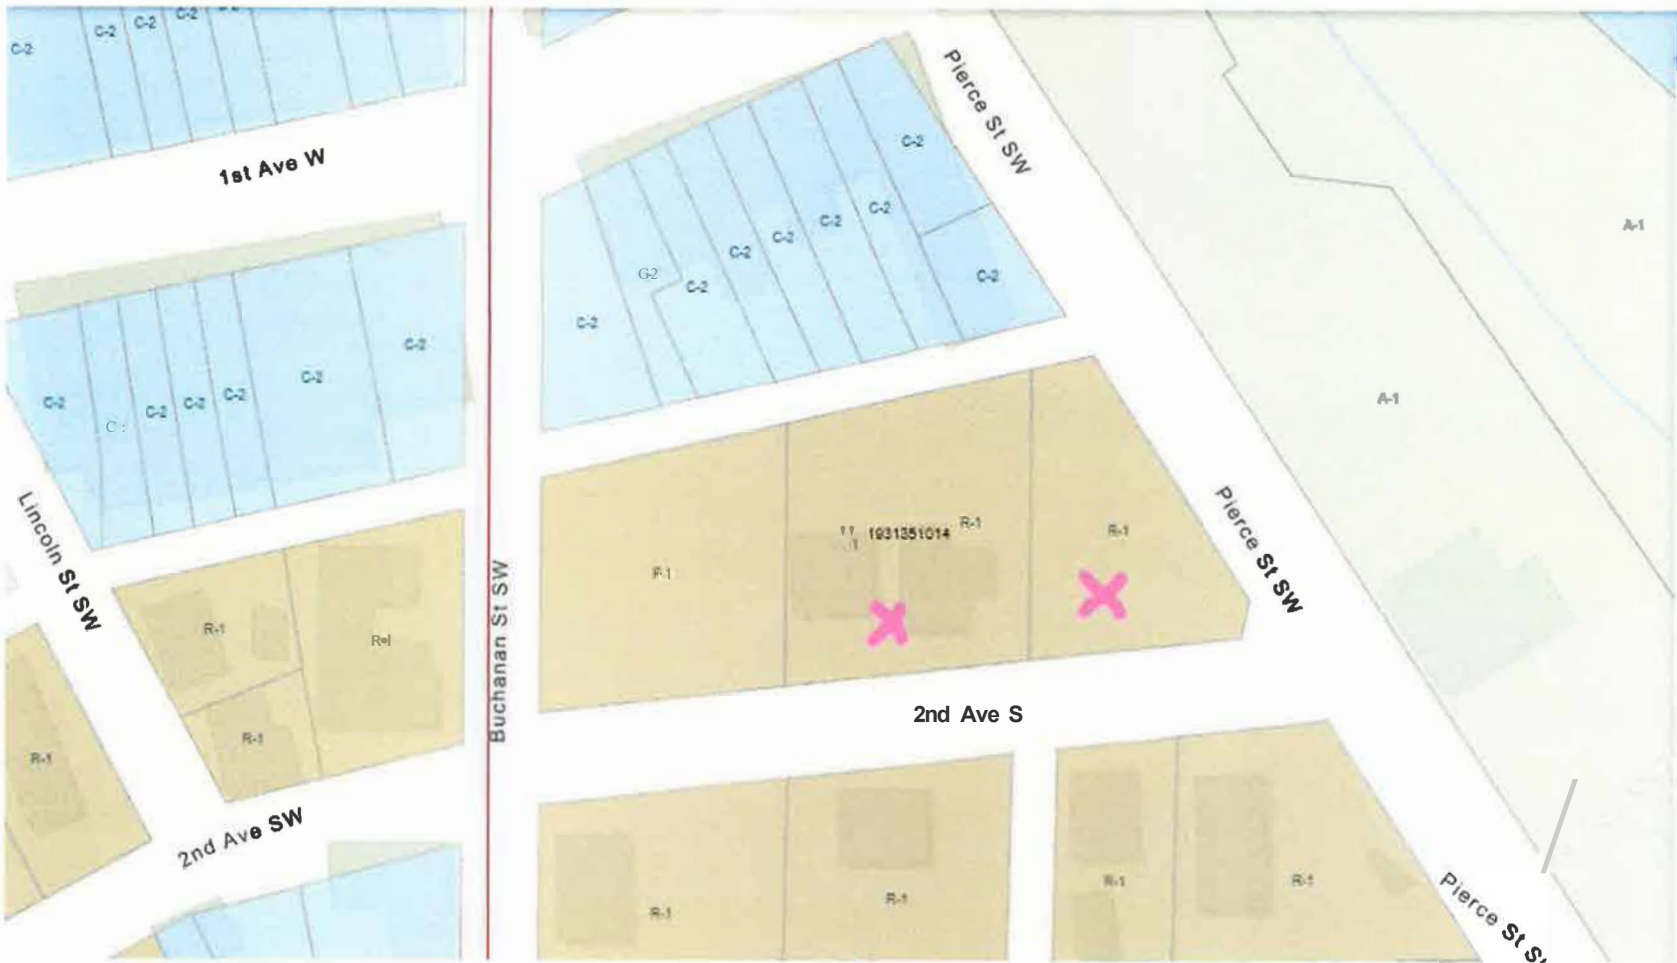 C-2
C-2
C-2
C-2
1st Ave W
Pierce St SW
C-2
C-2
C-2
C-2
C-2
C-2
G-2
C-2
C-2
C-2
A-1
C-2
C-2
C-2
C-2
C-2
C-2
C :
A-1
Lincoln St SW
Buchanan St SW
R-1
1931351014
R-1
Pierce St SW
R-1
R-1
R-1
R-1
2nd Ave S
2nd Ave SW
R-1
R-1
R-1
R-1
Pierce St